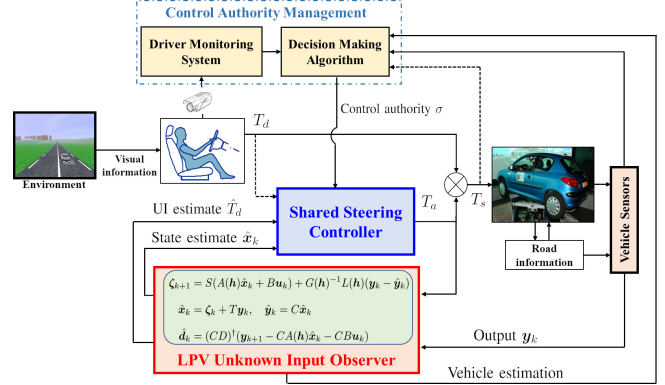 Control Authority Management
Driver Monitoring
System
Decision Making
Algorithm
Control authority σ
T_d
Environment
Visual
information
UI estimate T̂_d
State estimate x̂_k
Shared Steering
Controller
T_a
T_s
Road
information
Vehicle Sensors
ζ_{k+1} = S(A(h)x̂_k + Bu_k) + G(h)^{-1}L(h)(y_k − ŷ_k)
x̂_k = ζ_k + Ty_k, ŷ_k = Cx̂_k
d̂_k = (CD)^†(y_{k+1} − CA(h)x̂_k − CBu_k)
LPV Unknown Input Observer
Output y_k
Vehicle estimation